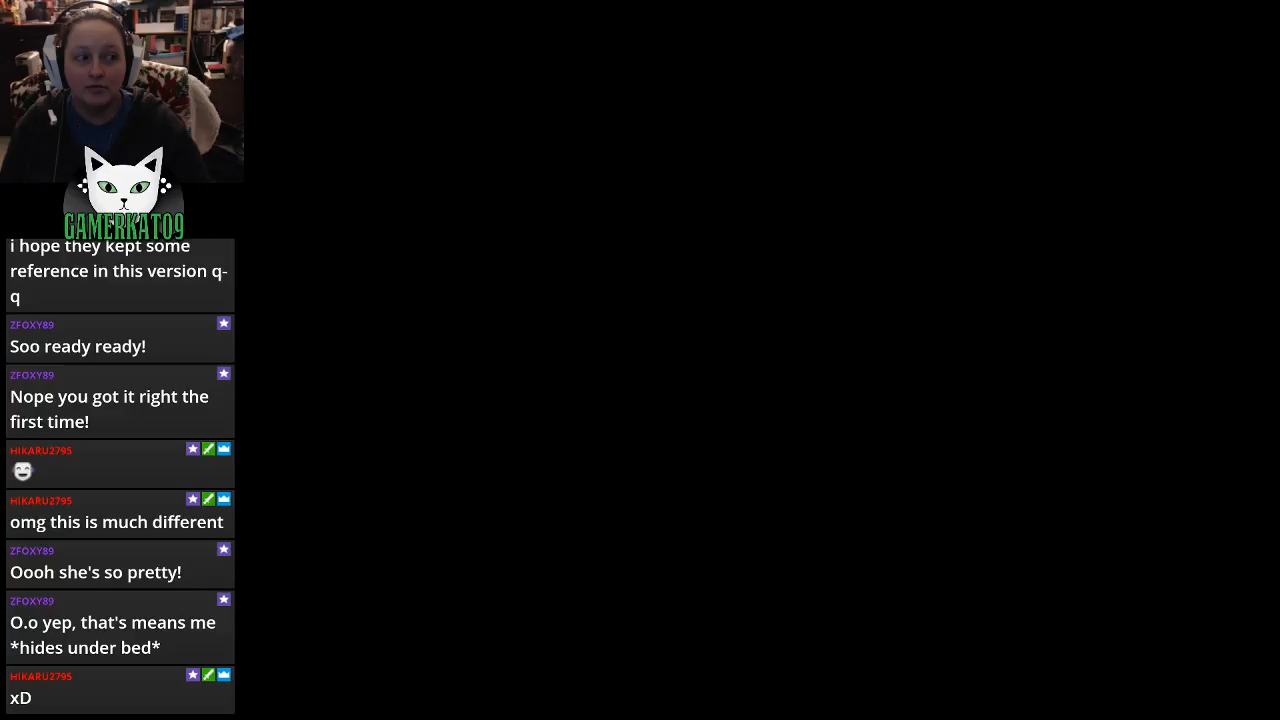 GAMERKAT09
i hope they kept some
reference in this version q-
q
ZFOXY89
Soo ready ready!
ZFOXY89
Nope you got it right the
first time!
HIKARU2795
HIKARU2795
omg this is much different
ZFOXY89
Oooh she's so pretty!
ZFOXY89
O.o yep, that's means me
*hides under bed*
HIKARU2795
xD